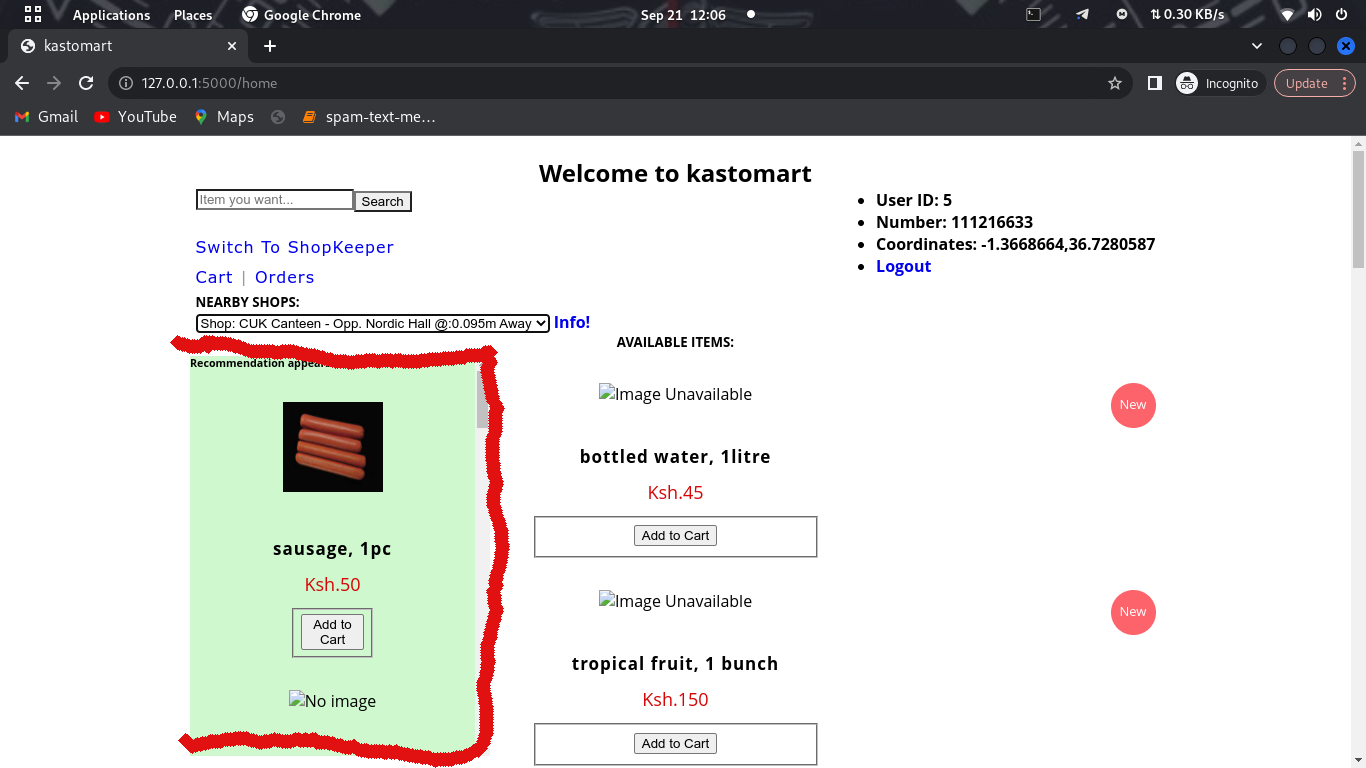 Applications Places Google Chrome Sep 21 12:06 0.30 KB/s
kastomart
127.0.0.1:5000/home Incognito Update
Gmail YouTube Maps spam-text-me…
Welcome to kastomart
Item you want... Search
User ID: 5
Number: 111216633
Coordinates: -1.3668664,36.7280587
Logout
Switch To ShopKeeper
Cart | Orders
NEARBY SHOPS:
Shop: CUK Canteen - Opp. Nordic Hall @:0.095m Away Info!
Recommendation appea
sausage, 1pc
Ksh.50
Add to
Cart
No image
AVAILABLE ITEMS:
Image Unavailable
New
bottled water, 1litre
Ksh.45
Add to Cart
Image Unavailable
New
tropical fruit, 1 bunch
Ksh.150
Add to Cart